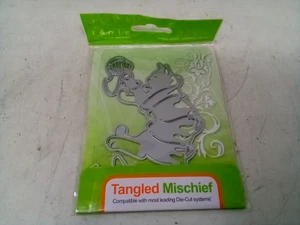 Tangled Mischief
Compatible with most leading Die-Cut systems!